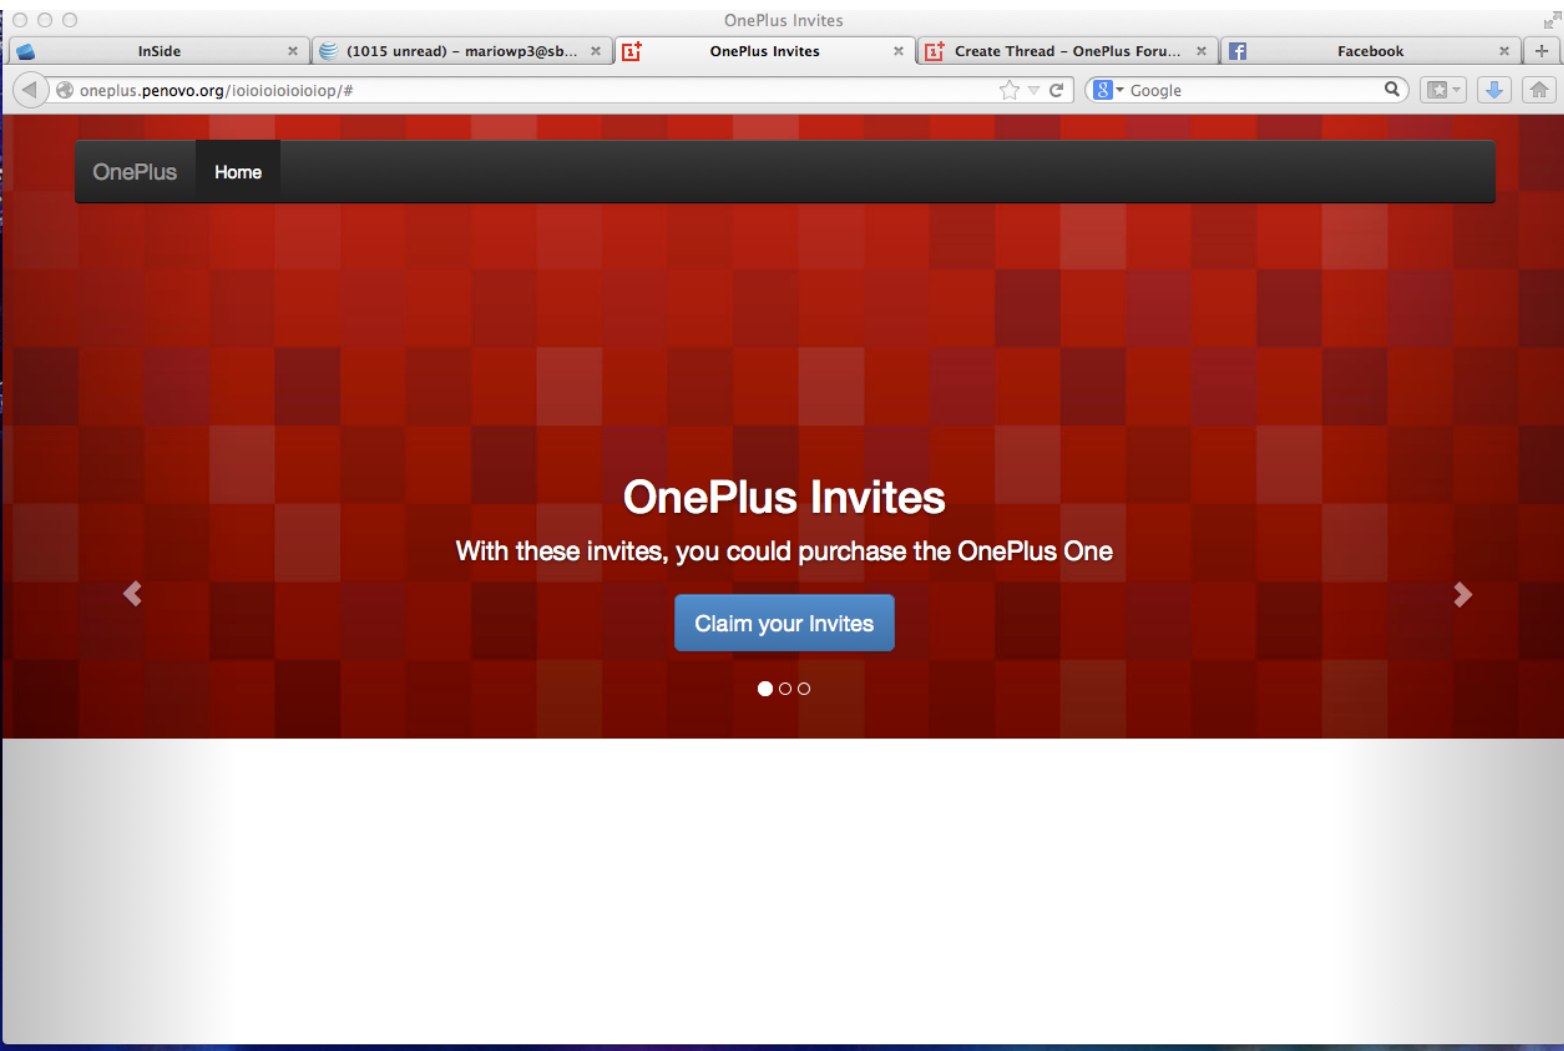 OnePlus Invites
InSide
(1015 unread) - mariowp3@sb...
OnePlus Invites
Create Thread - OnePlus Foru...
Facebook
oneplus.penovo.org/ioioioioioioiop/#
Google
OnePlus
Home
OnePlus Invites
With these invites, you could purchase the OnePlus One
Claim your Invites